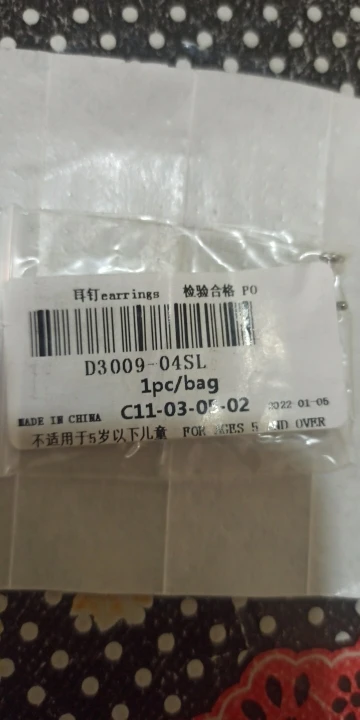 耳钉earrings 检验合格 PO
D3009-04SL
1pc/bag
MADE IN CHINA C11-03-05-02 2022-01-05
不适用于5岁以下儿童 FOR AGES 5 AND OVER